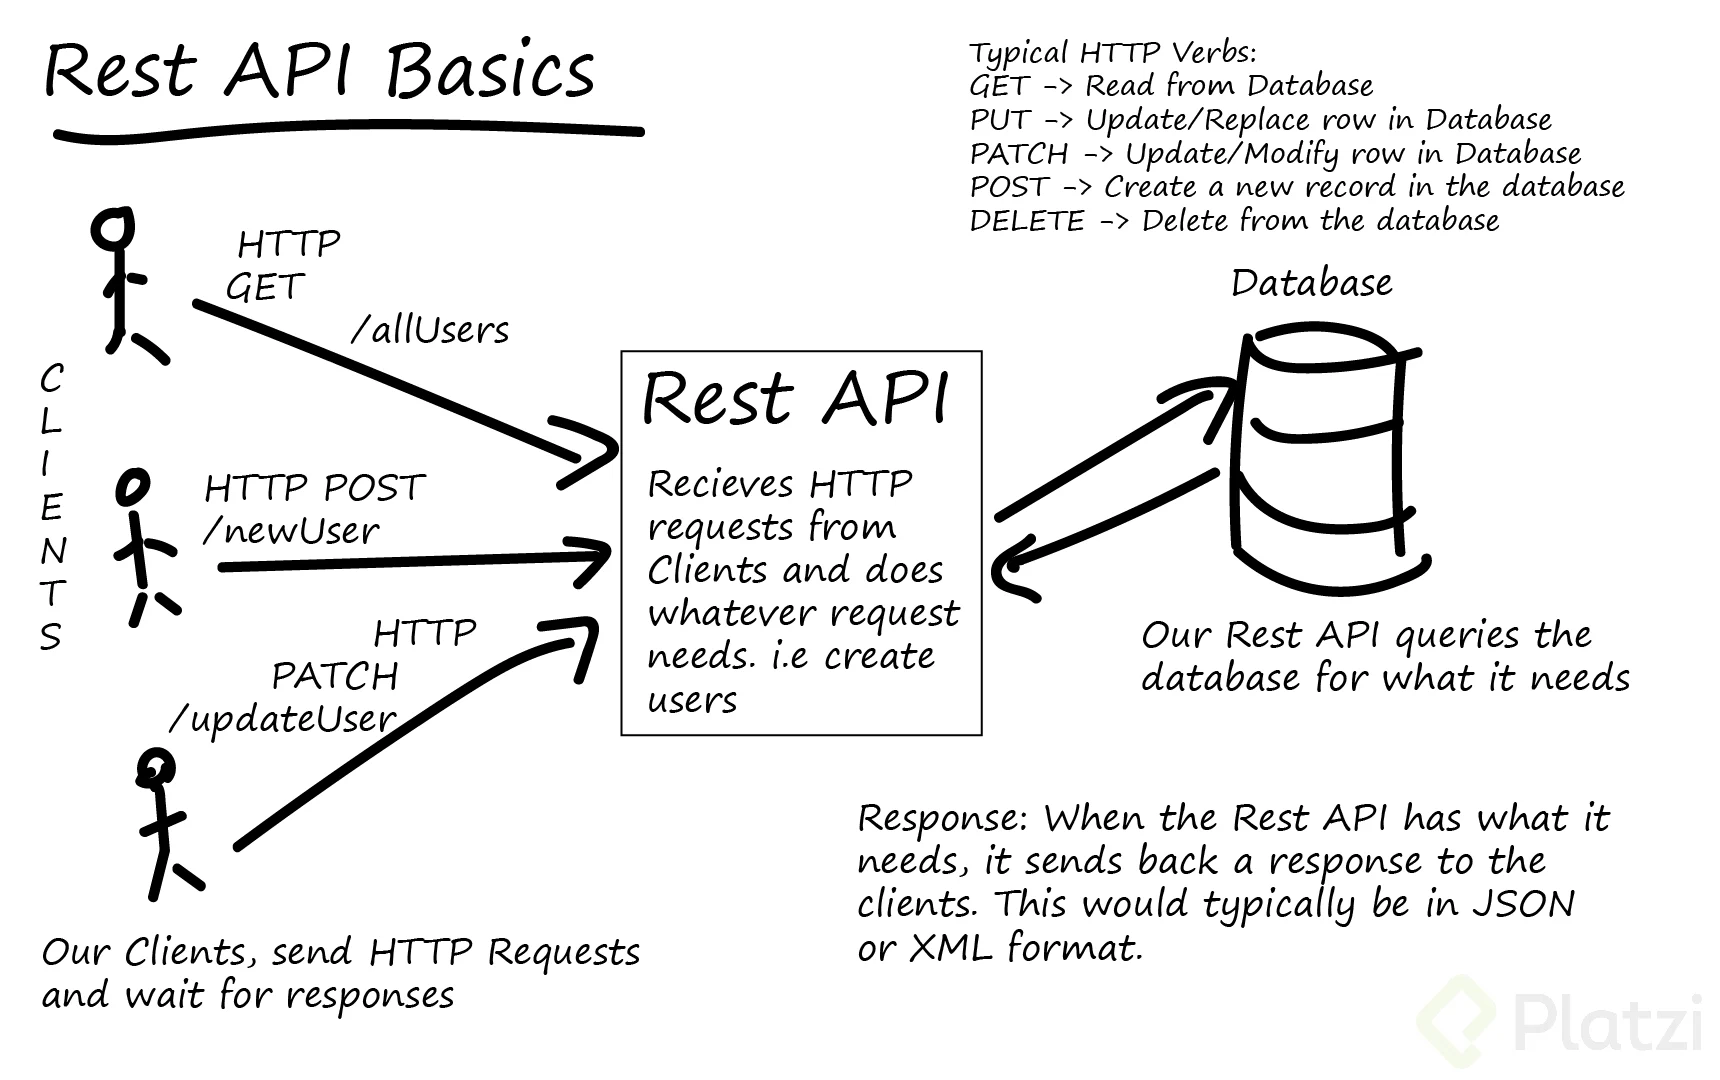 Rest API Basics
Typical HTTP Verbs:
GET -> Read from Database
PUT -> Update/Replace row in Database
PATCH -> Update/Modify row in Database
POST -> Create a new record in the database
DELETE -> Delete from the database
CLIENTS
HTTP
GET
/allUsers
HTTP POST
/newUser
HTTP
PATCH
/updateUser
Our Clients, send HTTP Requests
and wait for responses
Rest API
Recieves HTTP
requests from
Clients and does
whatever request
needs. i.e create
users
Database
Our Rest API queries the
database for what it needs
Response: When the Rest API has what it
needs, it sends back a response to the
clients. This would typically be in JSON
or XML format.
Platzi